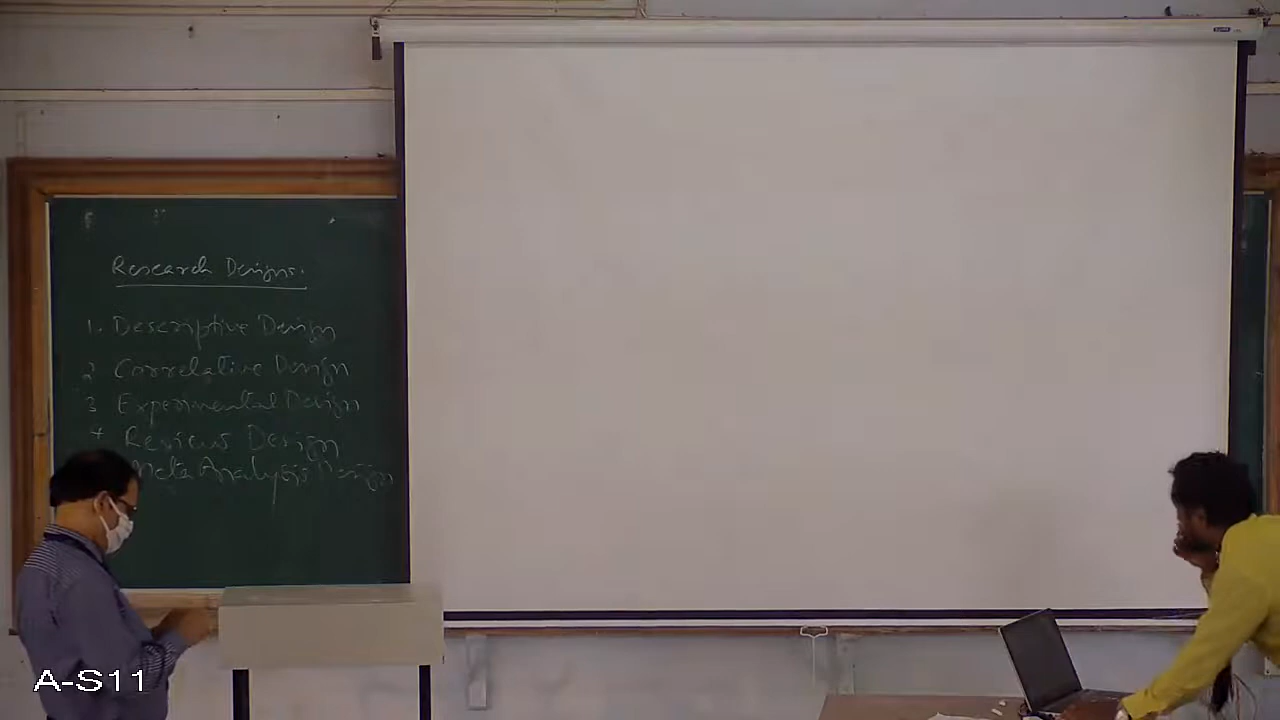 Research Designs.
1. Descriptive Design
2 Correlative Design
3 Experimental Design
4 Review Design
Meta Analysis Design
A-S11